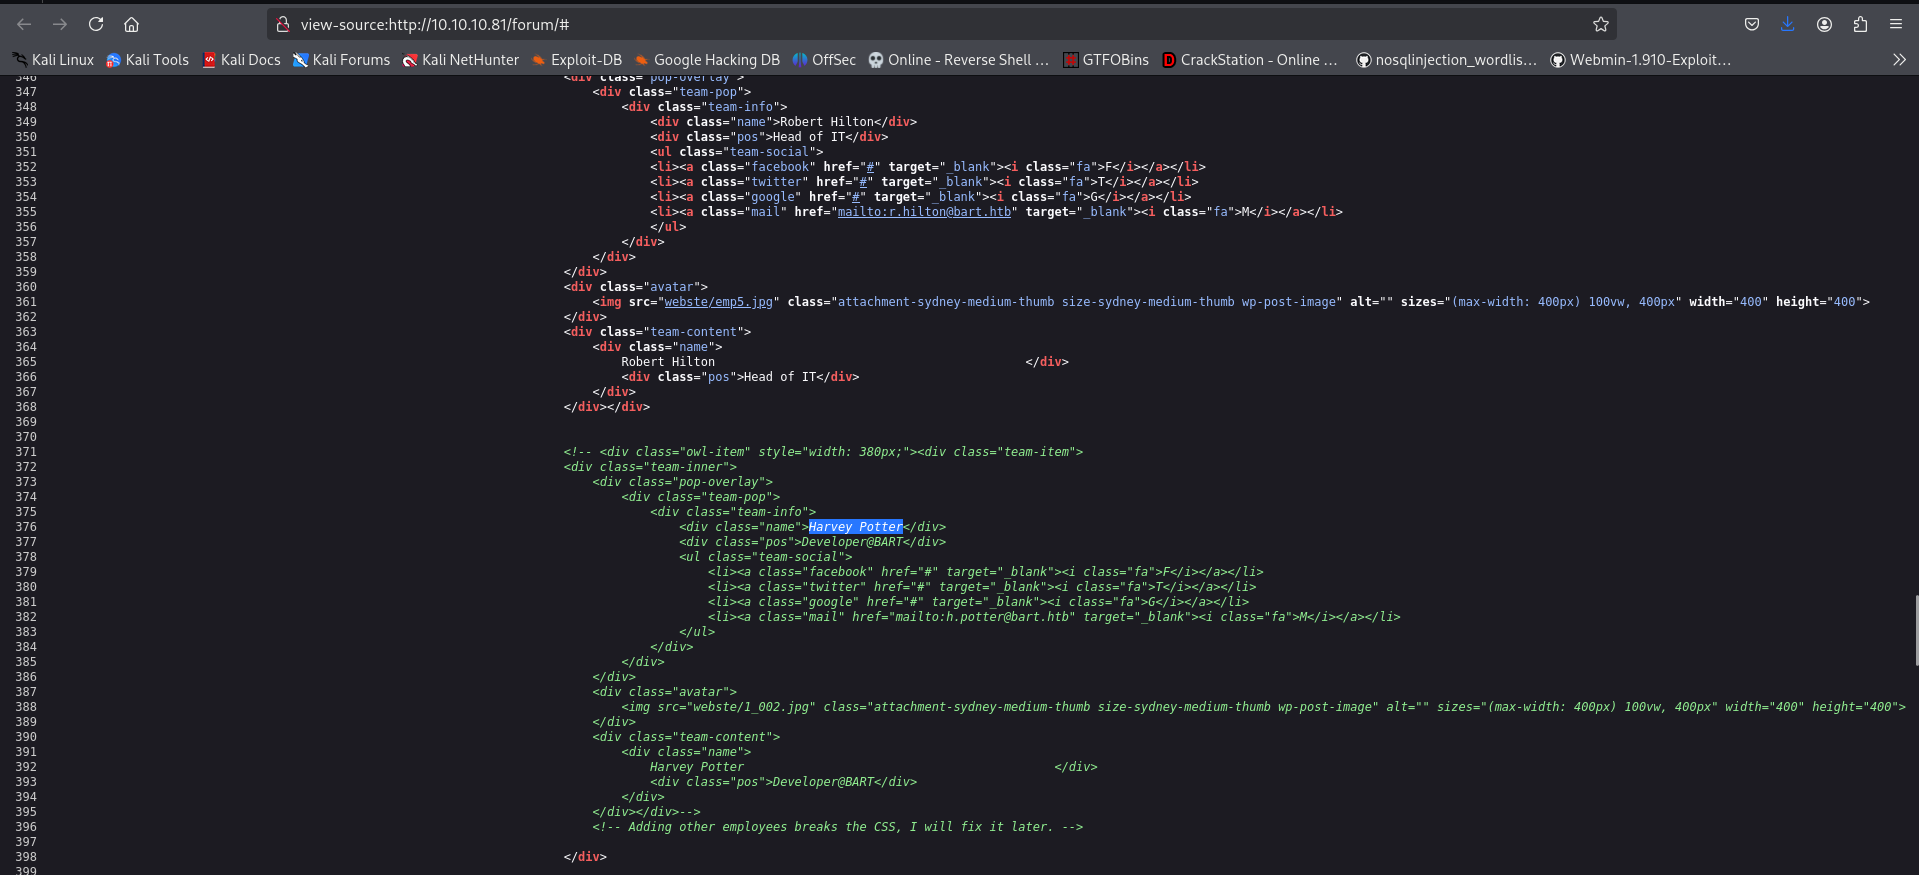 view-source:http://10.10.10.81/forum/#
Kali Linux Kali Tools Kali Docs Kali Forums Kali NetHunter Exploit-DB Google Hacking DB OffSec Online - Reverse Shell ... GTFOBins CrackStation - Online ... nosqlinjection_wordlis... Webmin-1.910-Exploit...
346 <div class="pop-overlay">
347 <div class="team-pop">
348 <div class="team-info">
349 <div class="name">Robert Hilton</div>
350 <div class="pos">Head of IT</div>
351 <ul class="team-social">
352 <li><a class="facebook" href="#" target="_blank"><i class="fa">F</i></a></li>
353 <li><a class="twitter" href="#" target="_blank"><i class="fa">T</i></a></li>
354 <li><a class="google" href="#" target="_blank"><i class="fa">G</i></a></li>
355 <li><a class="mail" href="mailto:r.hilton@bart.htb" target="_blank"><i class="fa">M</i></a></li>
356 </ul>
357 </div>
358 </div>
359 </div>
360 <div class="avatar">
361 <img src="webste/emp5.jpg" class="attachment-sydney-medium-thumb size-sydney-medium-thumb wp-post-image" alt="" sizes="(max-width: 400px) 100vw, 400px" width="400" height="400">
362 </div>
363 <div class="team-content">
364 <div class="name">
365 Robert Hilton </div>
366 <div class="pos">Head of IT</div>
367 </div>
368 </div></div>
369
370
371 <!-- <div class="owl-item" style="width: 380px;"><div class="team-item">
372 <div class="team-inner">
373 <div class="pop-overlay">
374 <div class="team-pop">
375 <div class="team-info">
376 <div class="name">Harvey Potter</div>
377 <div class="pos">Developer@BART</div>
378 <ul class="team-social">
379 <li><a class="facebook" href="#" target="_blank"><i class="fa">F</i></a></li>
380 <li><a class="twitter" href="#" target="_blank"><i class="fa">T</i></a></li>
381 <li><a class="google" href="#" target="_blank"><i class="fa">G</i></a></li>
382 <li><a class="mail" href="mailto:h.potter@bart.htb" target="_blank"><i class="fa">M</i></a></li>
383 </ul>
384 </div>
385 </div>
386 </div>
387 <div class="avatar">
388 <img src="webste/1_002.jpg" class="attachment-sydney-medium-thumb size-sydney-medium-thumb wp-post-image" alt="" sizes="(max-width: 400px) 100vw, 400px" width="400" height="400">
389 </div>
390 <div class="team-content">
391 <div class="name">
392 Harvey Potter </div>
393 <div class="pos">Developer@BART</div>
394 </div>
395 </div></div>-->
396 <!-- Adding other employees breaks the CSS, I will fix it later. -->
397
398 </div>
399